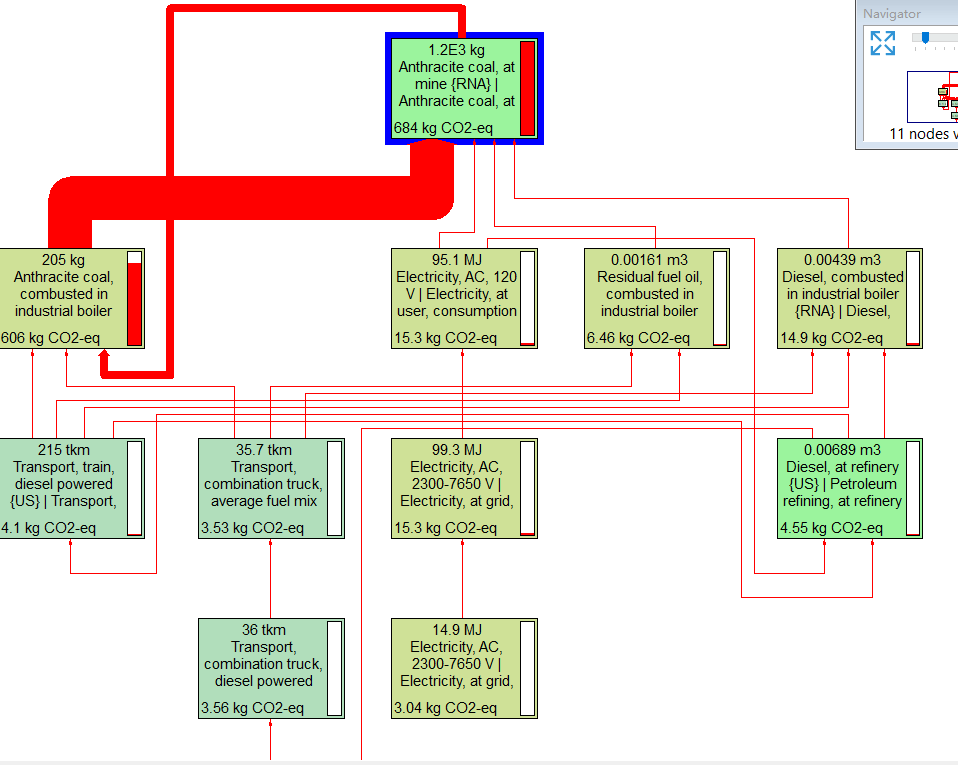 Navigator
11 nodes v
1.2E3 kg
Anthracite coal, at
mine {RNA} |
Anthracite coal, at
684 kg CO2-eq
205 kg
Anthracite coal,
combusted in
industrial boiler
606 kg CO2-eq
95.1 MJ
Electricity, AC, 120
V | Electricity, at
user, consumption
15.3 kg CO2-eq
0.00161 m3
Residual fuel oil,
combusted in
industrial boiler
6.46 kg CO2-eq
0.00439 m3
Diesel, combusted
in industrial boiler
{RNA} | Diesel,
14.9 kg CO2-eq
215 tkm
Transport, train,
diesel powered
{US} | Transport,
4.1 kg CO2-eq
35.7 tkm
Transport,
combination truck,
average fuel mix
3.53 kg CO2-eq
99.3 MJ
Electricity, AC,
2300-7650 V |
Electricity, at grid,
15.3 kg CO2-eq
0.00689 m3
Diesel, at refinery
{US} | Petroleum
refining, at refinery
4.55 kg CO2-eq
36 tkm
Transport,
combination truck,
diesel powered
3.56 kg CO2-eq
14.9 MJ
Electricity, AC,
2300-7650 V |
Electricity, at grid,
3.04 kg CO2-eq